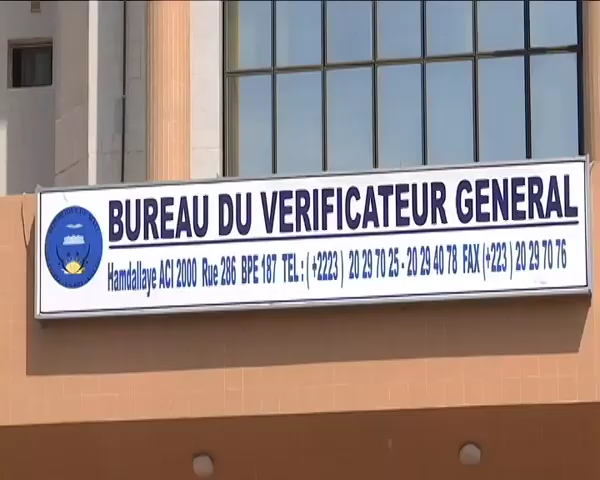 BUREAU DU VERIFICATEUR GENERAL
Hamdallaye ACI 2000 Rue 286 BPE 187 TEL : ( +2223 ) 20 29 70 25 - 20 29 40 78 FAX (+223 ) 20 29 70 76